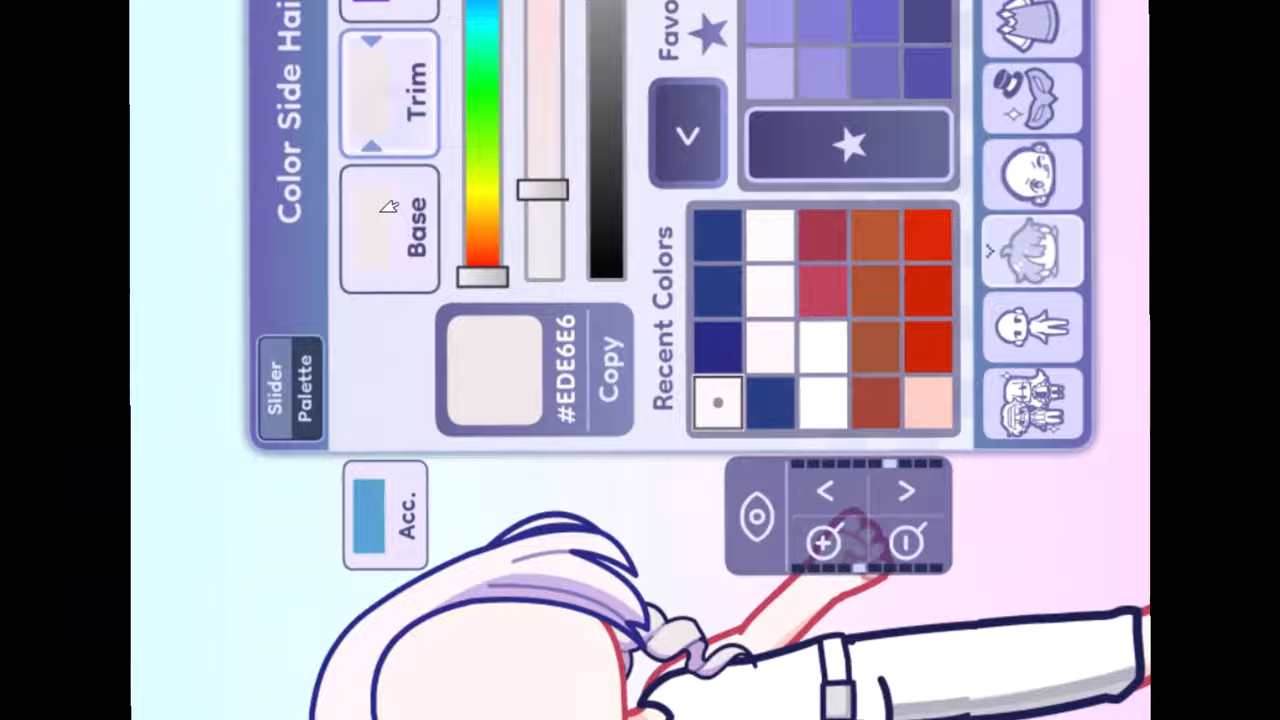 Color Side Hai
Slider
Palette
Base
Trim
#EDE6E6
Copy
Recent Colors
Favo
Acc.